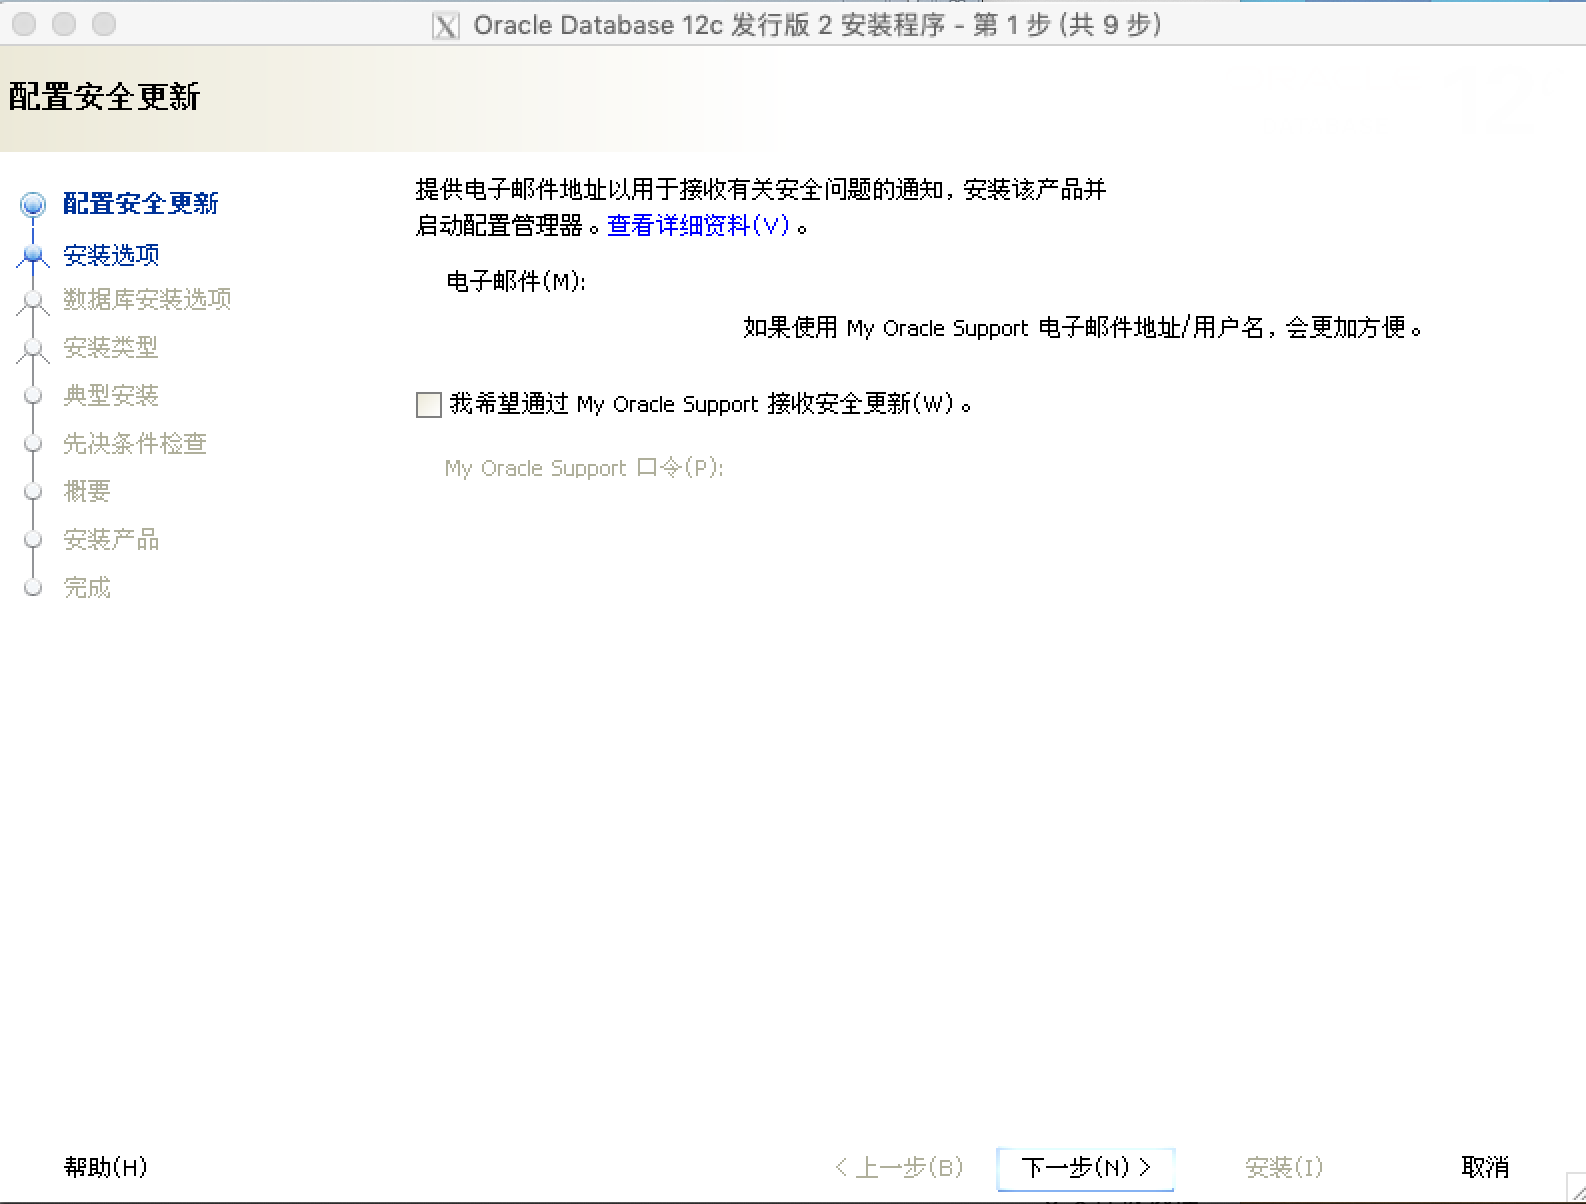 Oracle Database 12c 发行版 2 安装程序 - 第 1 步 (共 9 步)
配置安全更新
配置安全更新
安装选项
数据库安装选项
安装类型
典型安装
先决条件检查
概要
安装产品
完成
提供电子邮件地址以用于接收有关安全问题的通知, 安装该产品并
启动配置管理器。查看详细资料(V)。
电子邮件(M):
如果使用 My Oracle Support 电子邮件地址/用户名, 会更加方便。
我希望通过 My Oracle Support 接收安全更新(W)。
My Oracle Support 口令(P):
帮助(H)
< 上一步(B)
下一步(N) >
安装(I)
取消